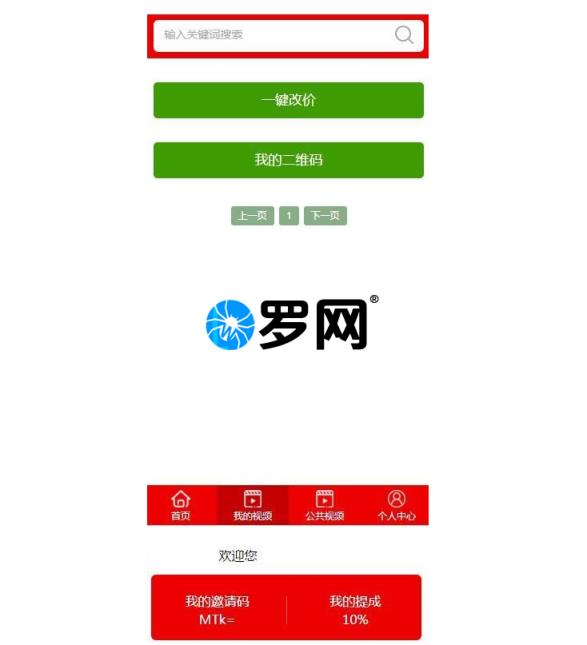 输入关键词搜索
一键改价
我的二维码
上一页 1 下一页
罗网®
首页 我的视频 公共视频 个人中心
欢迎您
我的邀请码 我的提成
MTk= 10%